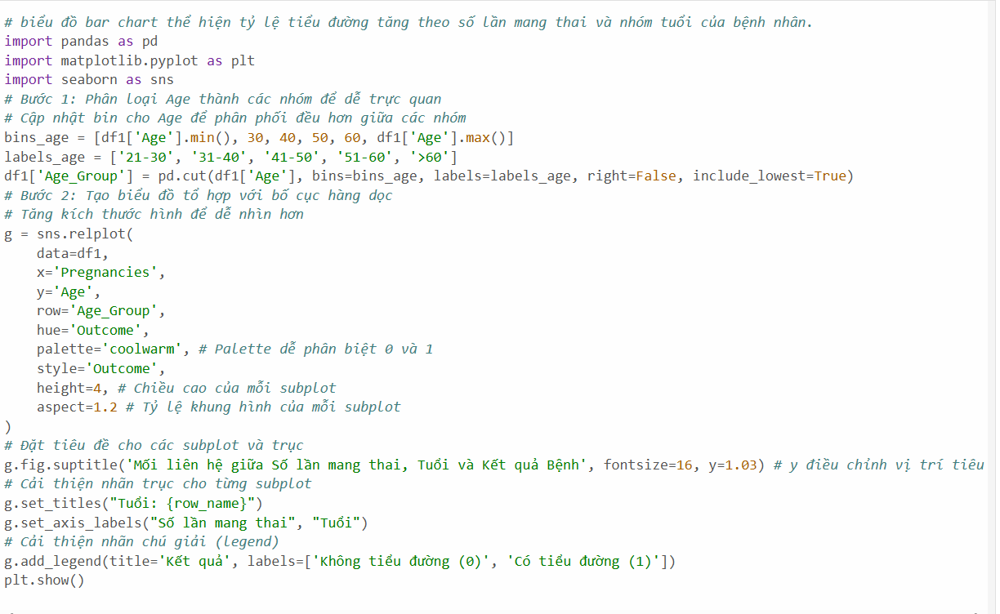 # biểu đồ bar chart thể hiện tỷ lệ tiểu đường tăng theo số lần mang thai và nhóm tuổi của bệnh nhân.
import pandas as pd
import matplotlib.pyplot as plt
import seaborn as sns
# Bước 1: Phân loại Age thành các nhóm để dễ trực quan
# Cập nhật bin cho Age để phân phối đều hơn giữa các nhóm
bins_age = [df1['Age'].min(), 30, 40, 50, 60, df1['Age'].max()]
labels_age = ['21-30', '31-40', '41-50', '51-60', '>60']
df1['Age_Group'] = pd.cut(df1['Age'], bins=bins_age, labels=labels_age, right=False, include_lowest=True)
# Bước 2: Tạo biểu đồ tổ hợp với bố cục hàng dọc
# Tăng kích thước hình để dễ nhìn hơn
g = sns.relplot(
    data=df1,
    x='Pregnancies',
    y='Age',
    row='Age_Group',
    hue='Outcome',
    palette='coolwarm', # Palette dễ phân biệt 0 và 1
    style='Outcome',
    height=4, # Chiều cao của mỗi subplot
    aspect=1.2 # Tỷ lệ khung hình của mỗi subplot
)
# Đặt tiêu đề cho các subplot và trục
g.fig.suptitle('Mối liên hệ giữa Số lần mang thai, Tuổi và Kết quả Bệnh', fontsize=16, y=1.03) # y điều chỉnh vị trí tiêu
# Cải thiện nhãn trục cho từng subplot
g.set_titles("Tuổi: {row_name}")
g.set_axis_labels("Số lần mang thai", "Tuổi")
# Cải thiện nhãn chú giải (legend)
g.add_legend(title='Kết quả', labels=['Không tiểu đường (0)', 'Có tiểu đường (1)'])
plt.show()